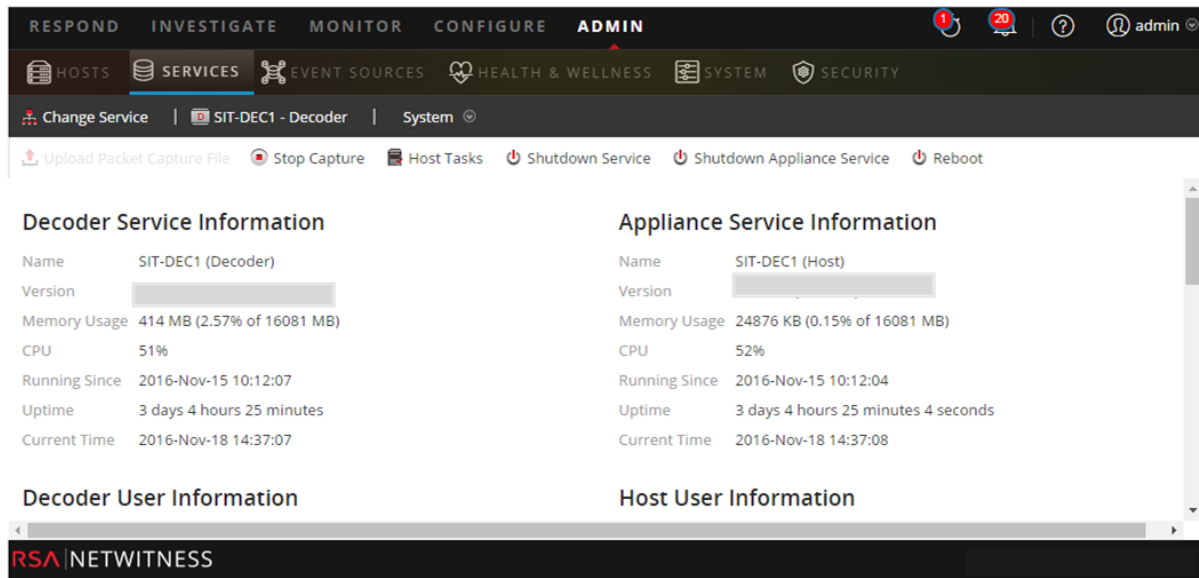 RESPOND INVESTIGATE MONITOR CONFIGURE ADMIN 1 20 ? admin
HOSTS SERVICES EVENT SOURCES HEALTH & WELLNESS SYSTEM SECURITY
Change Service | D SIT-DEC1 - Decoder | System
Upload Packet Capture File Stop Capture Host Tasks Shutdown Service Shutdown Appliance Service Reboot
Decoder Service Information
Name SIT-DEC1 (Decoder)
Version
Memory Usage 414 MB (2.57% of 16081 MB)
CPU 51%
Running Since 2016-Nov-15 10:12:07
Uptime 3 days 4 hours 25 minutes
Current Time 2016-Nov-18 14:37:07
Appliance Service Information
Name SIT-DEC1 (Host)
Version
Memory Usage 24876 KB (0.15% of 16081 MB)
CPU 52%
Running Since 2016-Nov-15 10:12:04
Uptime 3 days 4 hours 25 minutes 4 seconds
Current Time 2016-Nov-18 14:37:08
Decoder User Information
Host User Information
RSA NETWITNESS